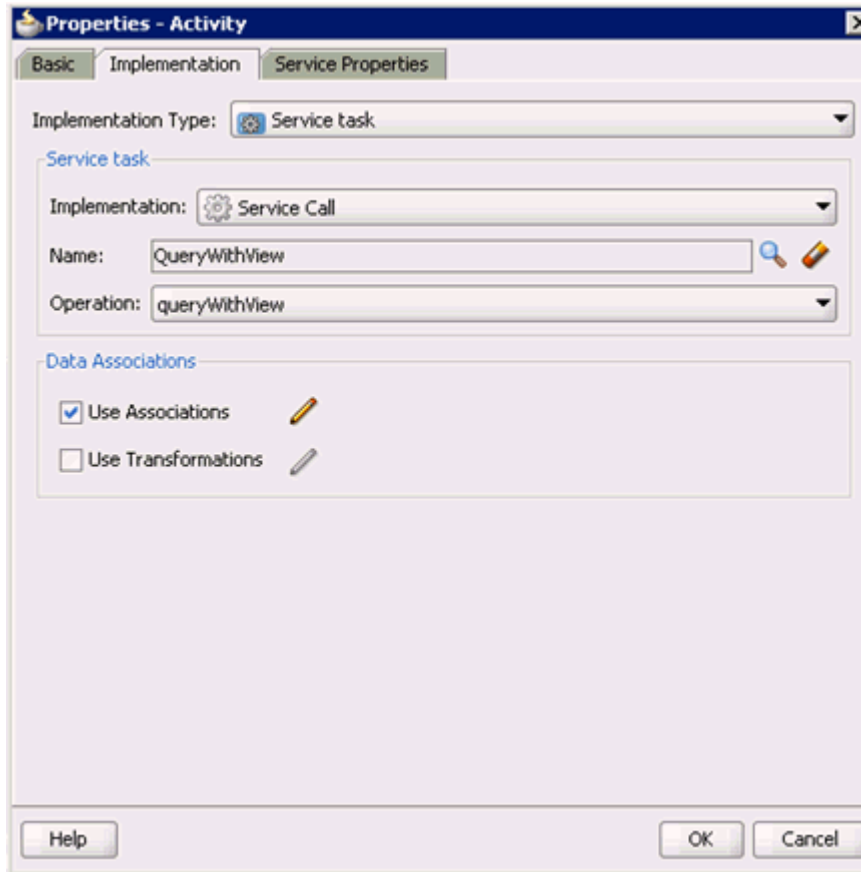 Properties - Activity
Basic Implementation Service Properties
Implementation Type: Service task
Service task
Implementation: Service Call
Name: QueryWithView
Operation: queryWithView
Data Associations
Use Associations
Use Transformations
Help OK Cancel